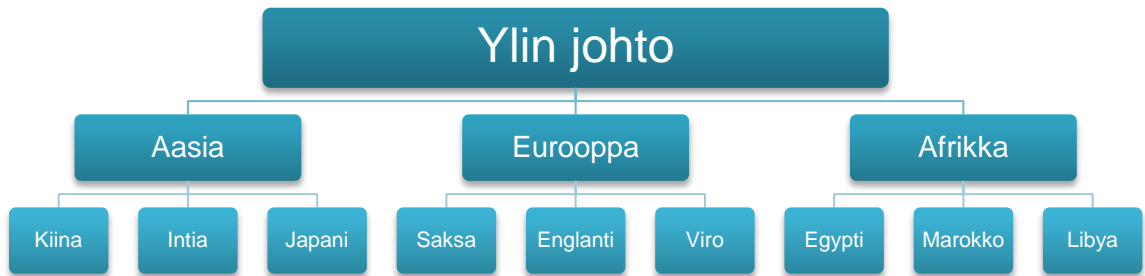 Ylin johto
Aasia
Eurooppa
Afrikka
Kiina
Intia
Japani
Saksa
Englanti
Viro
Egypti
Marokko
Libya